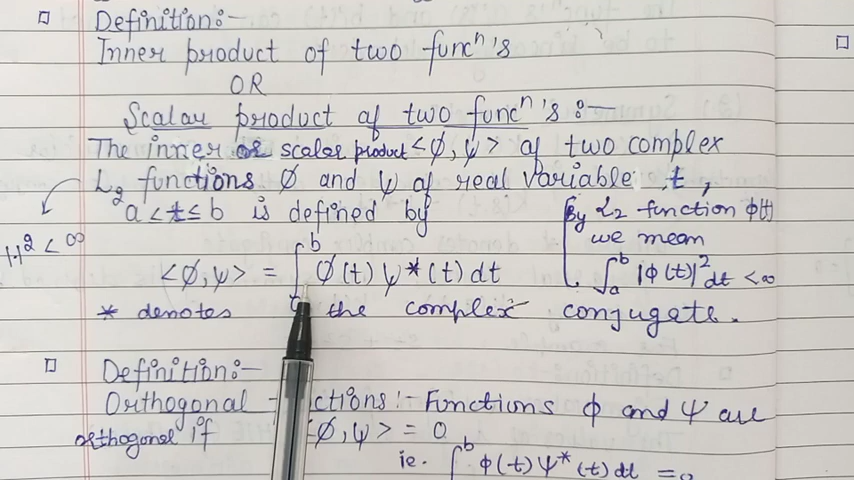 Definition:-
Inner product of two funcⁿ's
OR
Scalar product of two funcⁿ's :-
The inner or scalar product <φ, ψ> of two complex
L₂ functions φ and ψ of real variable t,
a < t ≤ b is defined by
|·|² < ∞
By L₂ function φ(t)
we mean
∫ₐᵇ |φ(t)|² dt < ∞
<φ, ψ> = ∫ᵇ φ(t) ψ*(t) dt
* denotes the complex conjugate.
Definition:-
Orthogonal ctions:- Functions φ and ψ are
orthogonal if <φ, ψ> = 0
ie. ∫ᵇ φ(t) ψ*(t) dt = 0